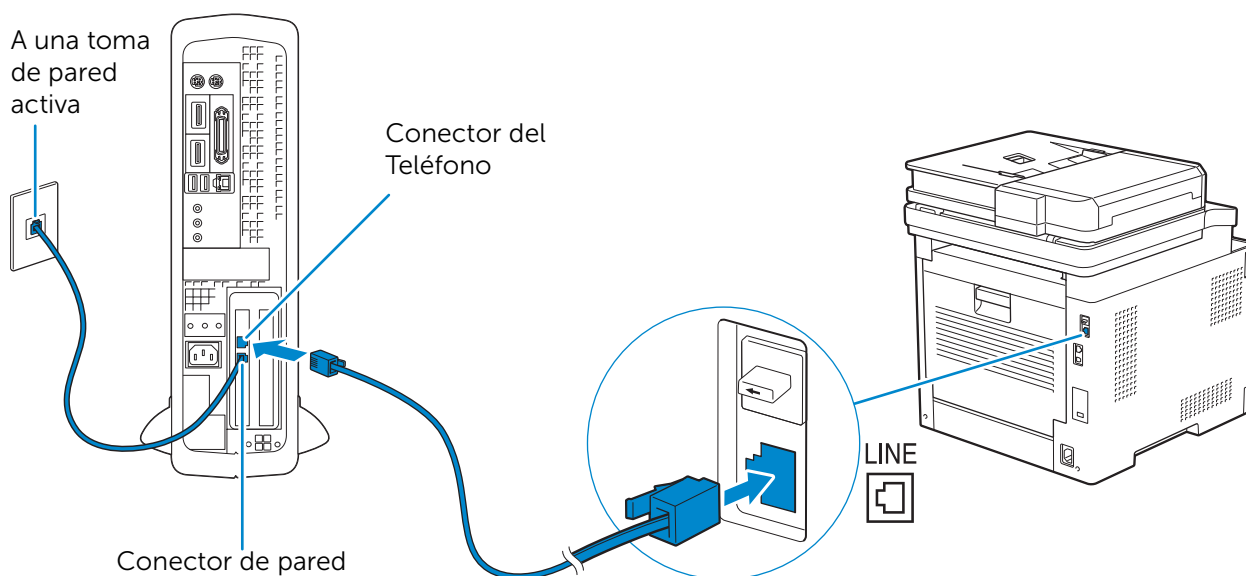 A una toma
de pared
activa
Conector del
Teléfono
LINE
Conector de pared